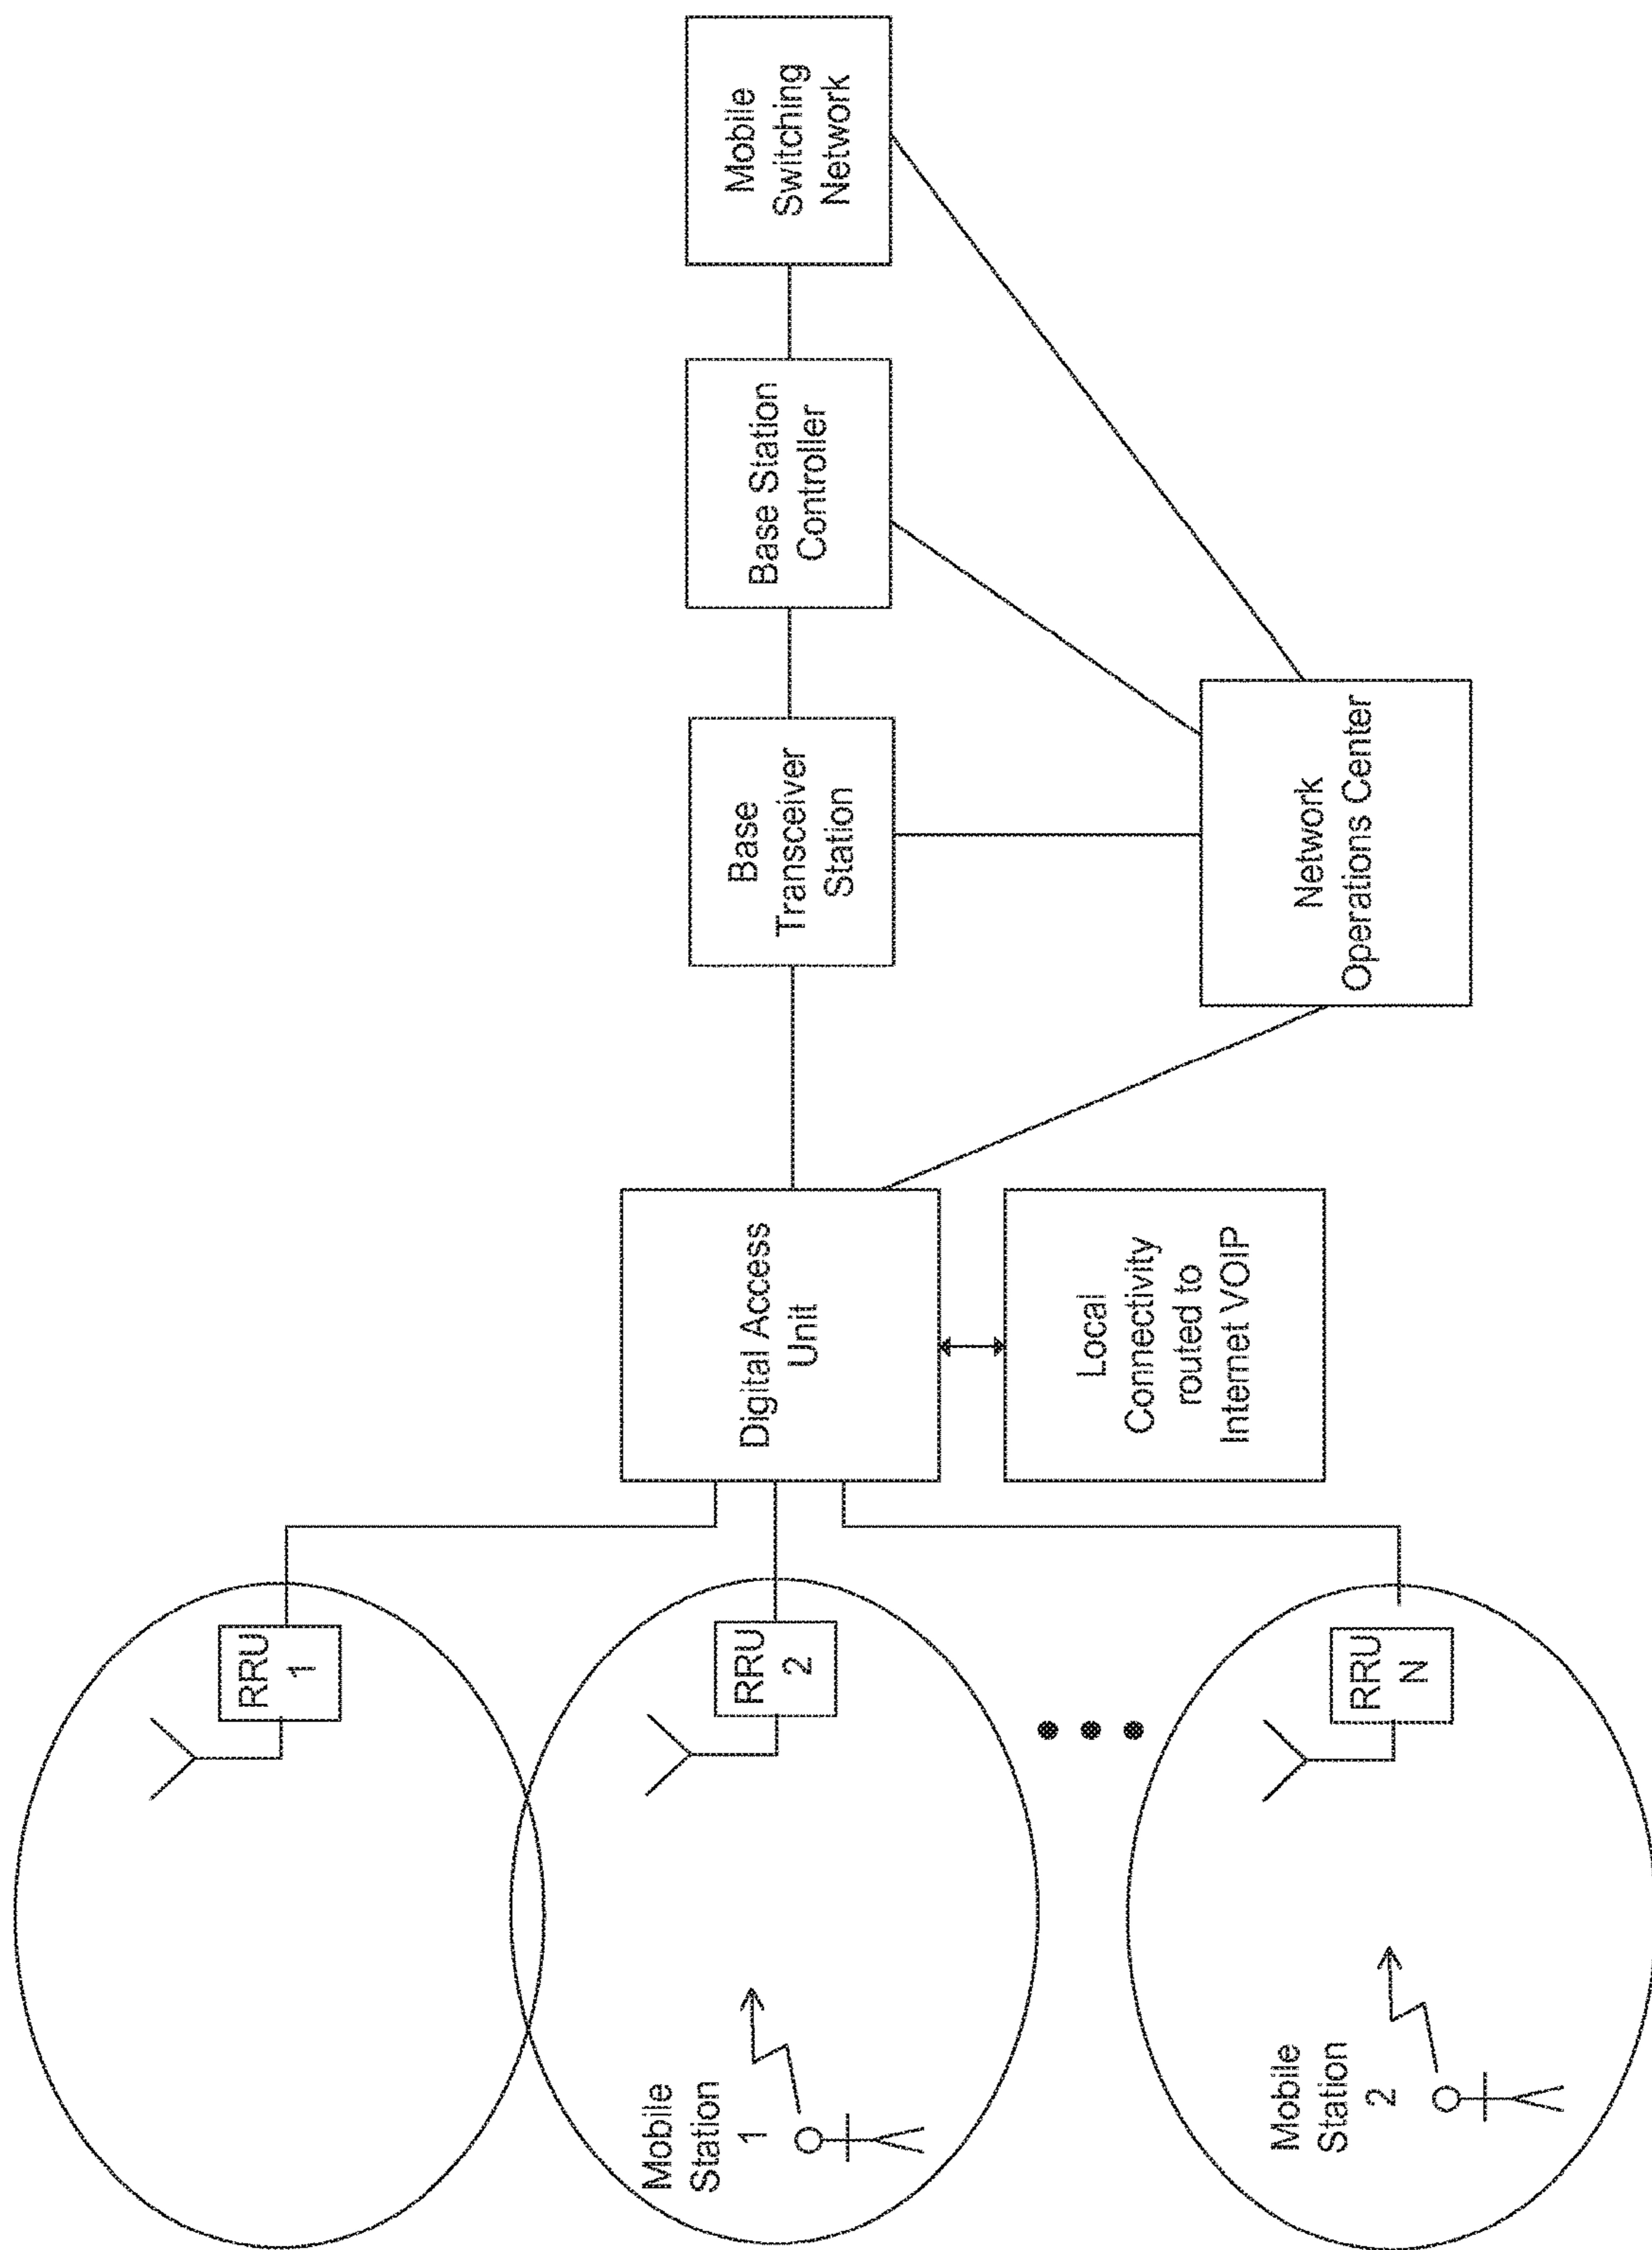 RRU
1
RRU
2
Mobile
Station
1
RRU
N
Mobile
Station
2
Digital Access
Unit
Local
Connectivity
routed to
Internet VOIP
Base
Transceiver
Station
Base Station
Controller
Mobile
Switching
Network
Network
Operations Center